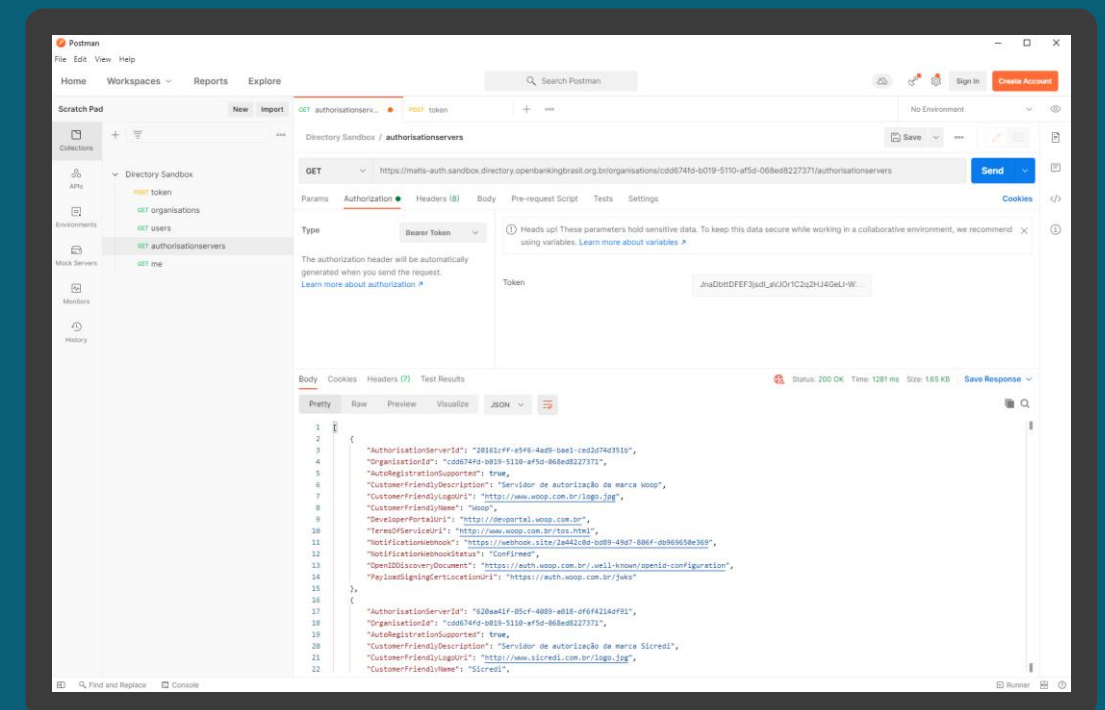 Postman
File Edit View Help
Home Workspaces Reports Explore Search Postman Sign In Create Account
Scratch Pad New Import GET authorisationserv... POST token + No Environment
Collections
APIs
Environments
Mock Servers
Monitors
History
Directory Sandbox
POST token
GET organisations
GET users
GET authorisationservers
GET me
Directory Sandbox / authorisationservers Save
GET https://matls-auth.sandbox.directory.openbankingbrasil.org.br/organisations/cdd674fd-b019-5110-af5d-068ed8227371/authorisationservers Send
Params Authorization Headers (8) Body Pre-request Script Tests Settings Cookies
Type Bearer Token
The authorization header will be automatically
generated when you send the request.
Learn more about authorization
Heads up! These parameters hold sensitive data. To keep this data secure while working in a collaborative environment, we recommend
using variables. Learn more about variables
Token
Body Cookies Headers (7) Test Results Status: 200 OK Time: 1281 ms Size: 1.65 KB Save Response
Pretty Raw Preview Visualize JSON
1 [
2 {
3 "AuthorisationServerId": "20161cff-e5f6-4ad9-bae1-ced2d74d351b",
4 "OrganisationId": "cdd674fd-b019-5110-af5d-068ed8227371",
5 "AutoRegistrationSupported": true,
6 "CustomerFriendlyDescription": "Servidor de autorização da marca Woop",
7 "CustomerFriendlyLogoUri": "http://www.woop.com.br/logo.jpg",
8 "CustomerFriendlyName": "Woop",
9 "DeveloperPortalUri": "http://devportal.woop.com.br",
10 "TermsOfServiceUri": "http://www.woop.com.br/tos.html",
11 "NotificationWebhook": "https://webhook.site/2a442c0d-bd89-49d7-806f-db969650e369",
12 "NotificationWebhookStatus": "Confirmed",
13 "OpenIDDiscoveryDocument": "https://auth.woop.com.br/.well-known/openid-configuration",
14 "PayloadSigningCertLocationUri": "https://auth.woop.com.br/jwks"
15 },
16 {
17 "AuthorisationServerId": "620aa41f-05cf-4089-a018-df6f4214df91",
18 "OrganisationId": "cdd674fd-b019-5110-af5d-068ed8227371",
19 "AutoRegistrationSupported": true,
20 "CustomerFriendlyDescription": "Servidor de autorização da marca Sicredi",
21 "CustomerFriendlyLogoUri": "http://www.sicredi.com.br/logo.jpg",
22 "CustomerFriendlyName": "Sicredi",
Find and Replace Console Runner